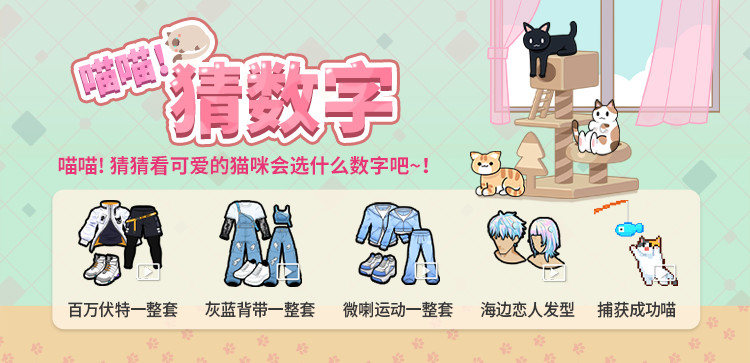 喵喵!
猜数字
喵喵! 猜猜看可爱的猫咪会选什么数字吧~!
百万伏特一整套
灰蓝背带一整套
微喇运动一整套
海边恋人发型
捕获成功喵